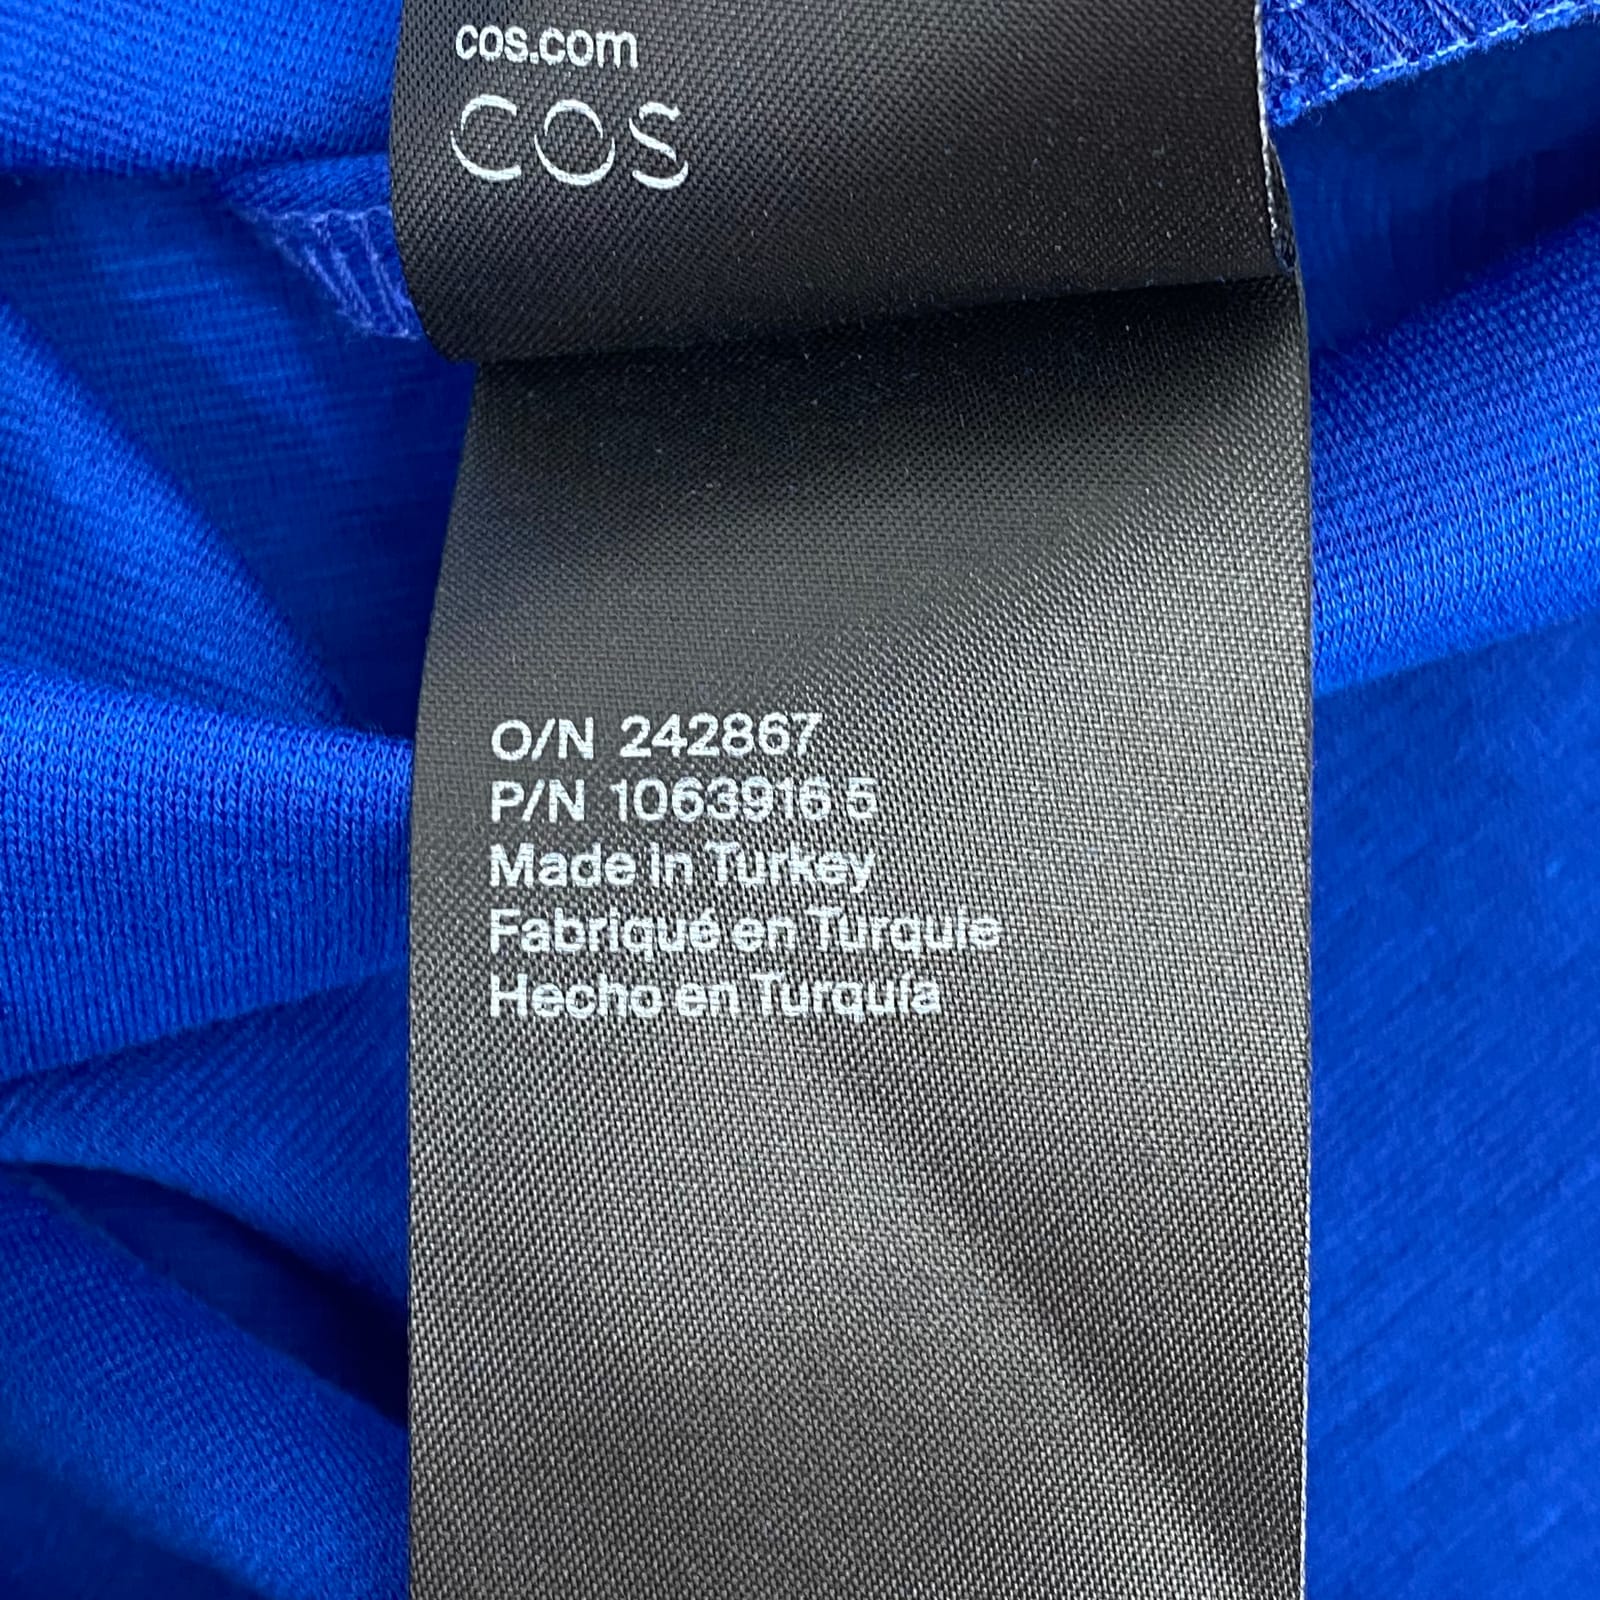 cos.com
COS
O/N 242867
P/N 1063916 5
Made in Turkey
Fabriqué en Turquie
Hecho en Turquía